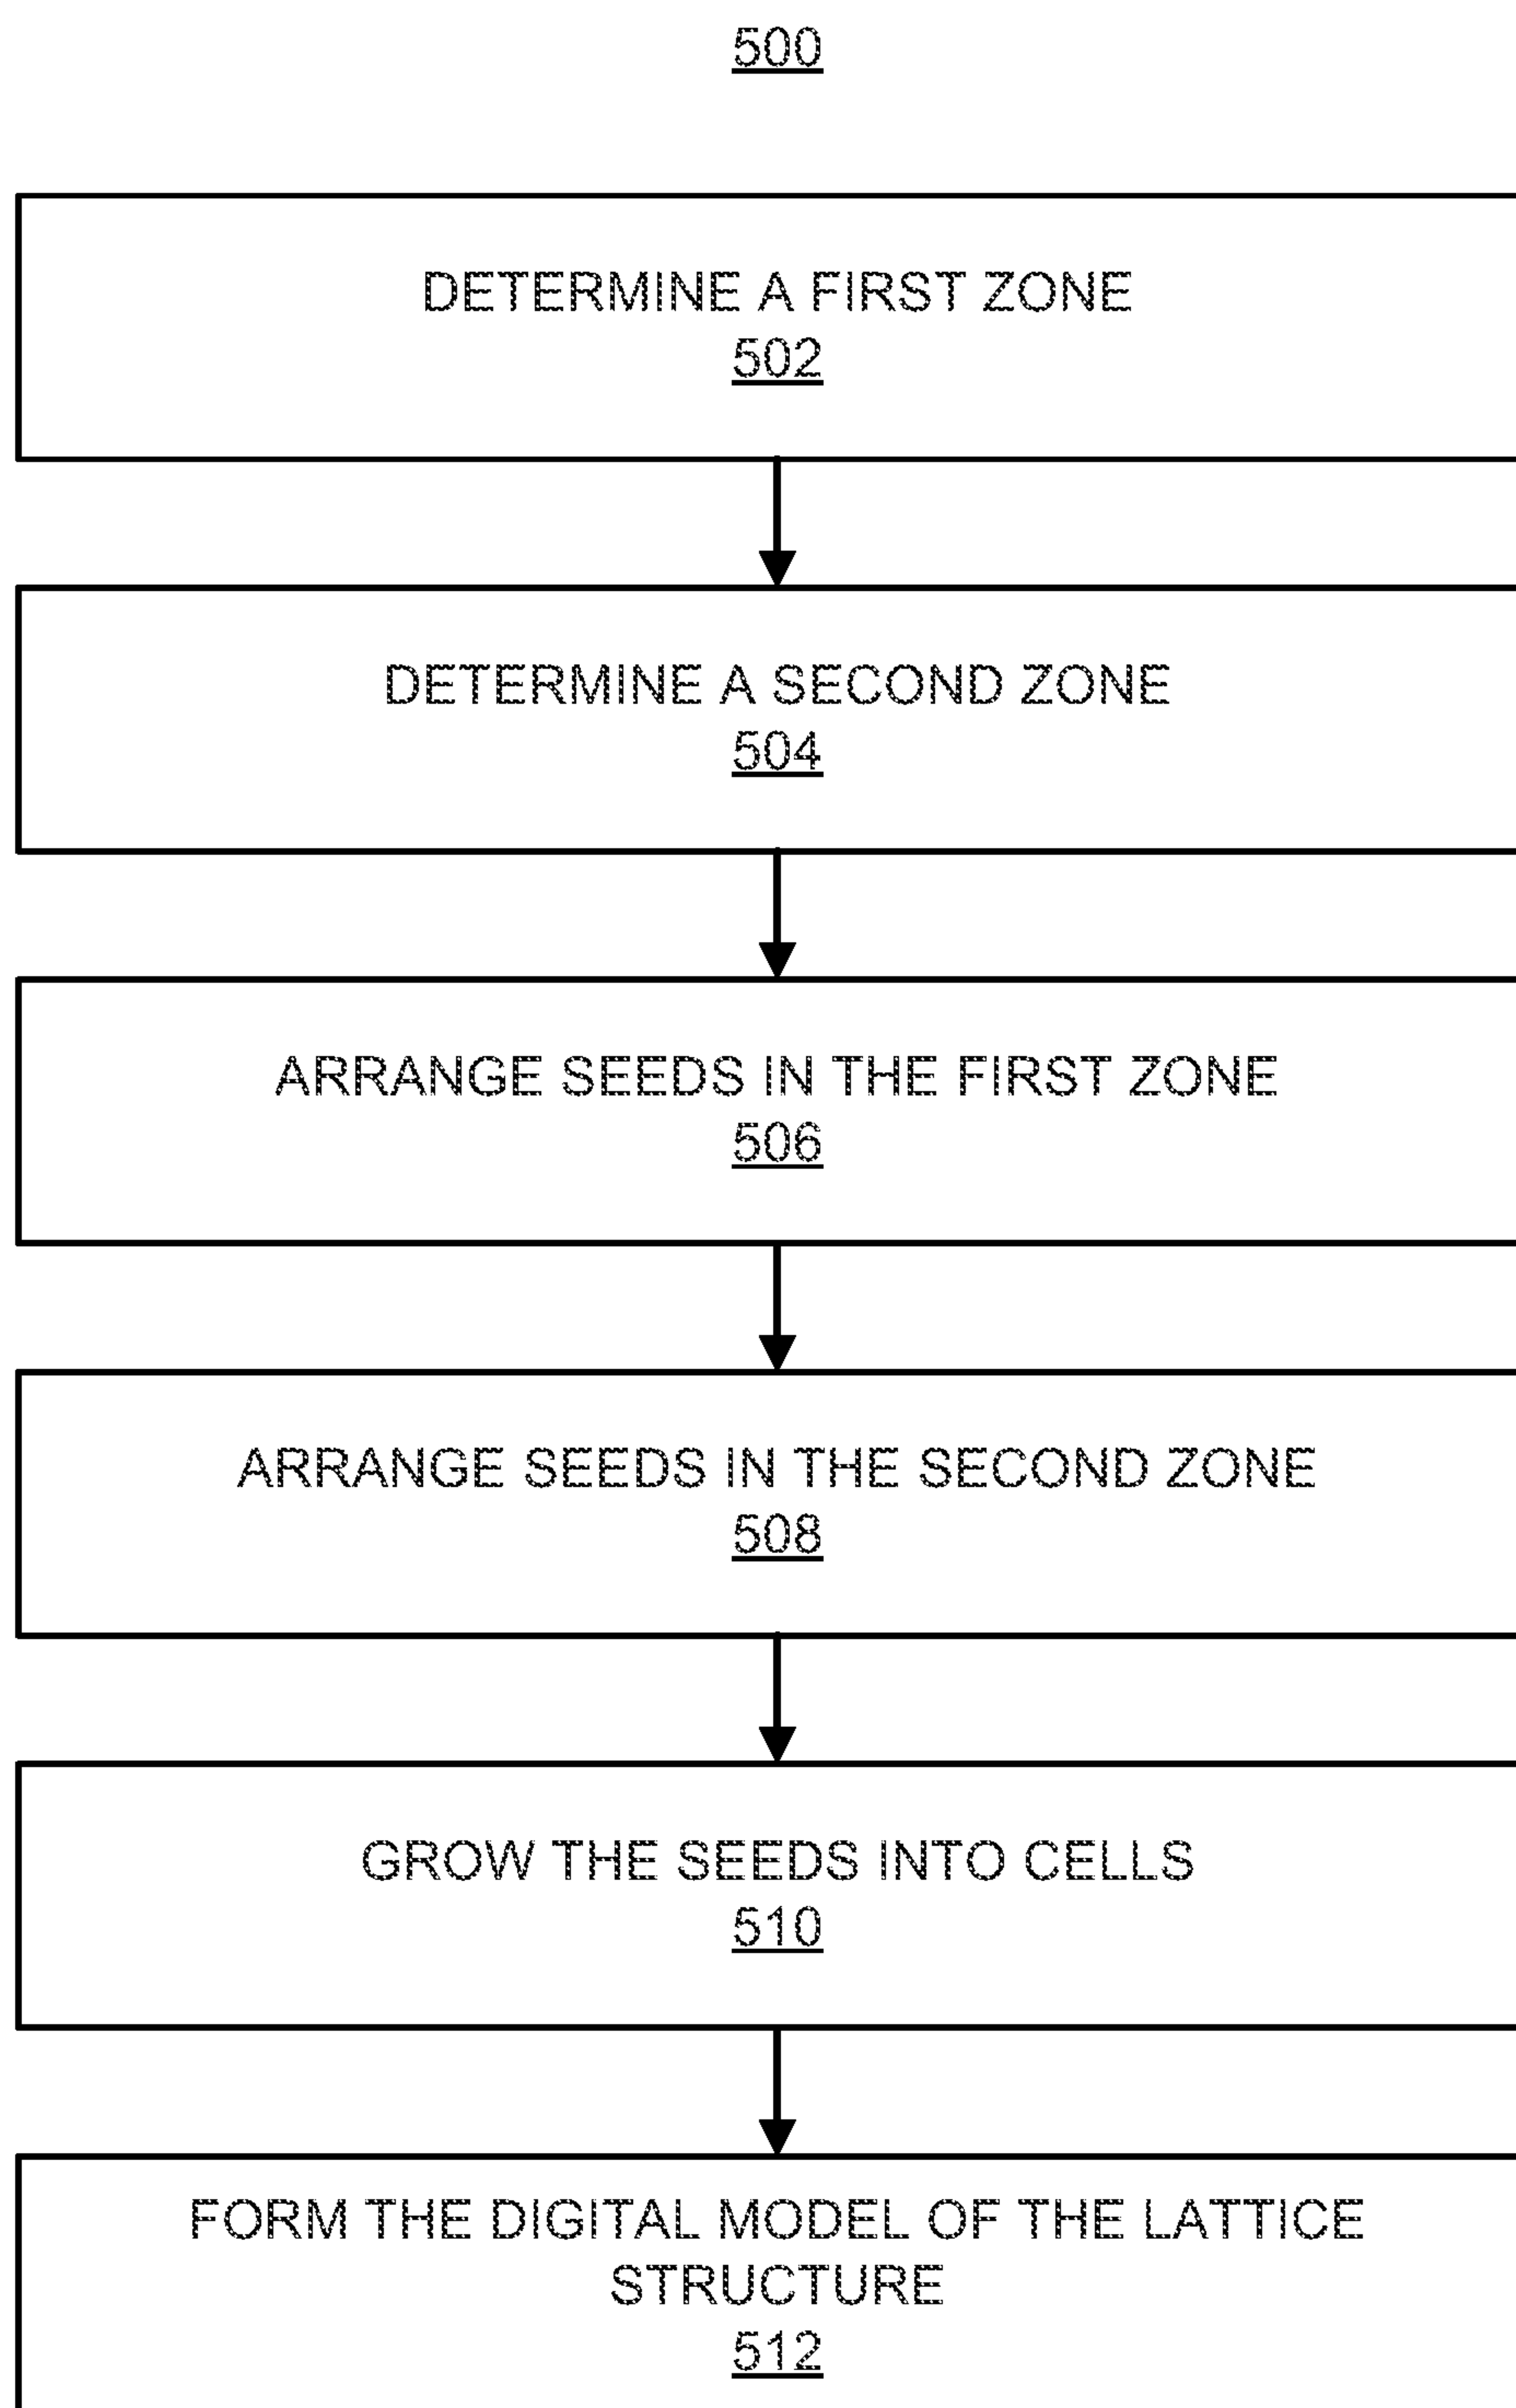 500
DETERMINE A FIRST ZONE
502
DETERMINE A SECOND ZONE
504
ARRANGE SEEDS IN THE FIRST ZONE
506
ARRANGE SEEDS IN THE SECOND ZONE
508
GROW THE SEEDS INTO CELLS
510
FORM THE DIGITAL MODEL OF THE LATTICE
STRUCTURE
512